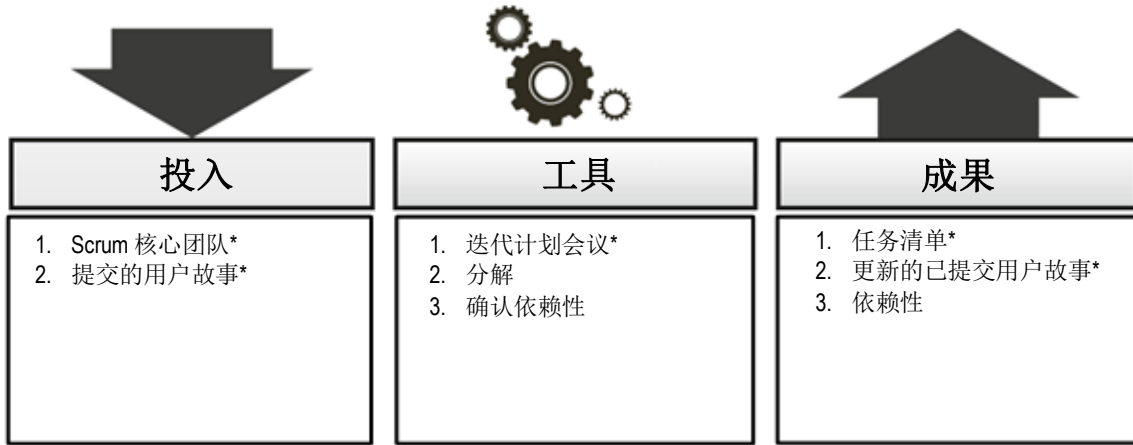 投入
1. Scrum 核心团队*
2. 提交的用户故事*
工具
1. 迭代计划会议*
2. 分解
3. 确认依赖性
成果
1. 任务清单*
2. 更新的已提交用户故事*
3. 依赖性